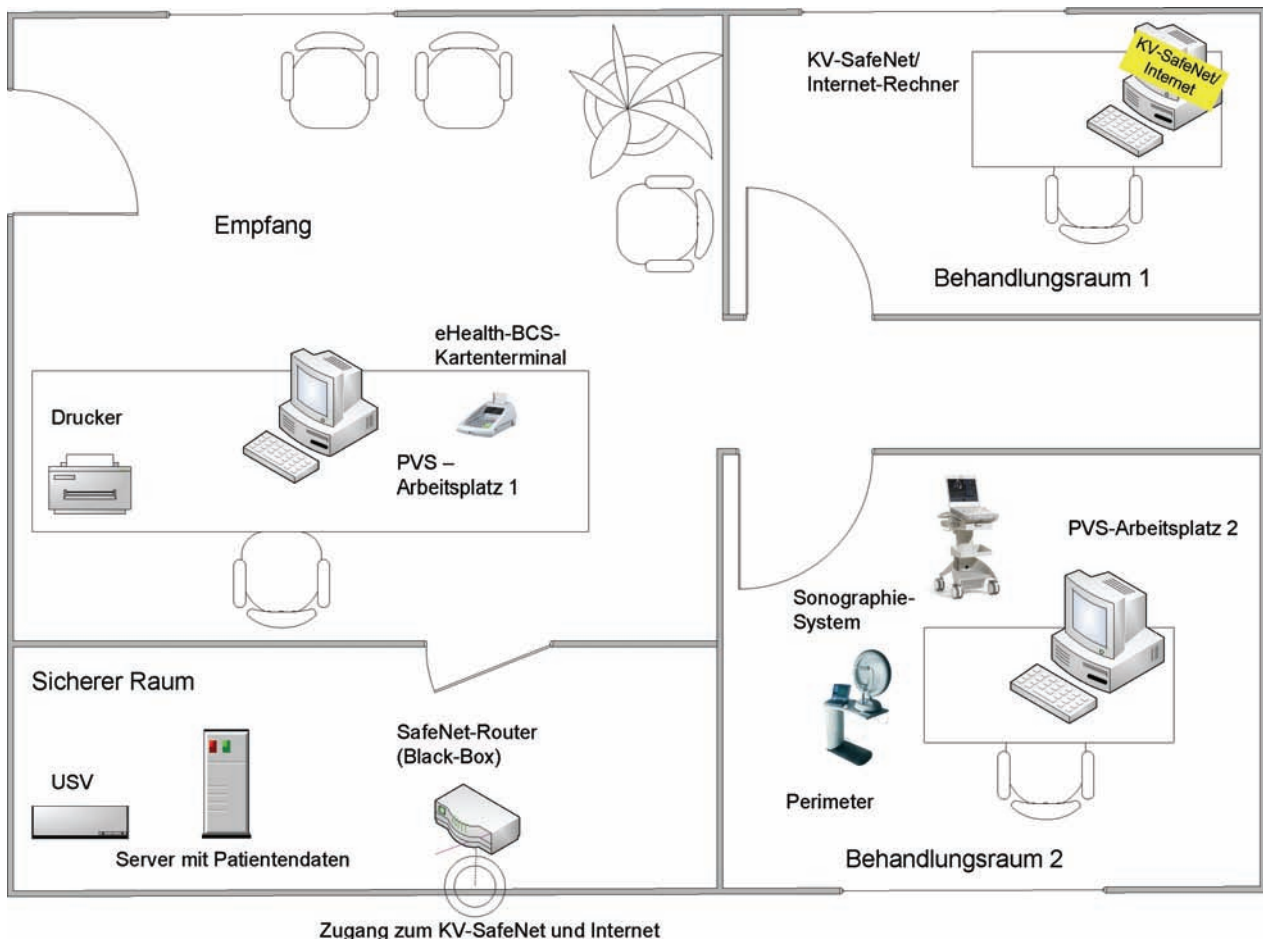 KV-SafeNet/
Internet-Rechner
KV-SafeNet/
Internet
Empfang
Behandlungsraum 1
eHealth-BCS-
Kartenterminal
Drucker
PVS –
Arbeitsplatz 1
PVS-Arbeitsplatz 2
Sonographie-
System
Sicherer Raum
SafeNet-Router
(Black-Box)
USV
Perimeter
Server mit Patientendaten
Behandlungsraum 2
Zugang zum KV-SafeNet und Internet